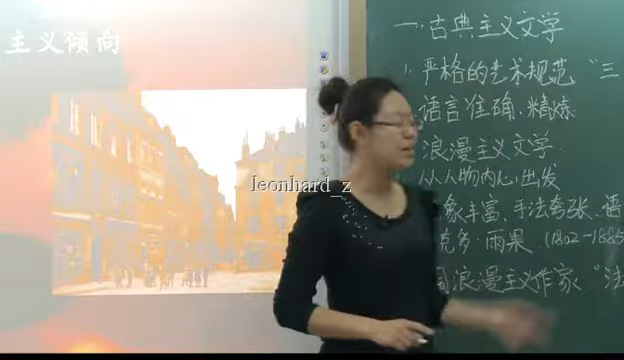 主义倾向
一、古典主义文学
1、严格的艺术规范"三
语言准确、精炼
浪漫主义文学
从人物内心出发
象丰富、手法夸张、语
克多·雨果（1802-1885
国浪漫主义作家"法
leonhard_z